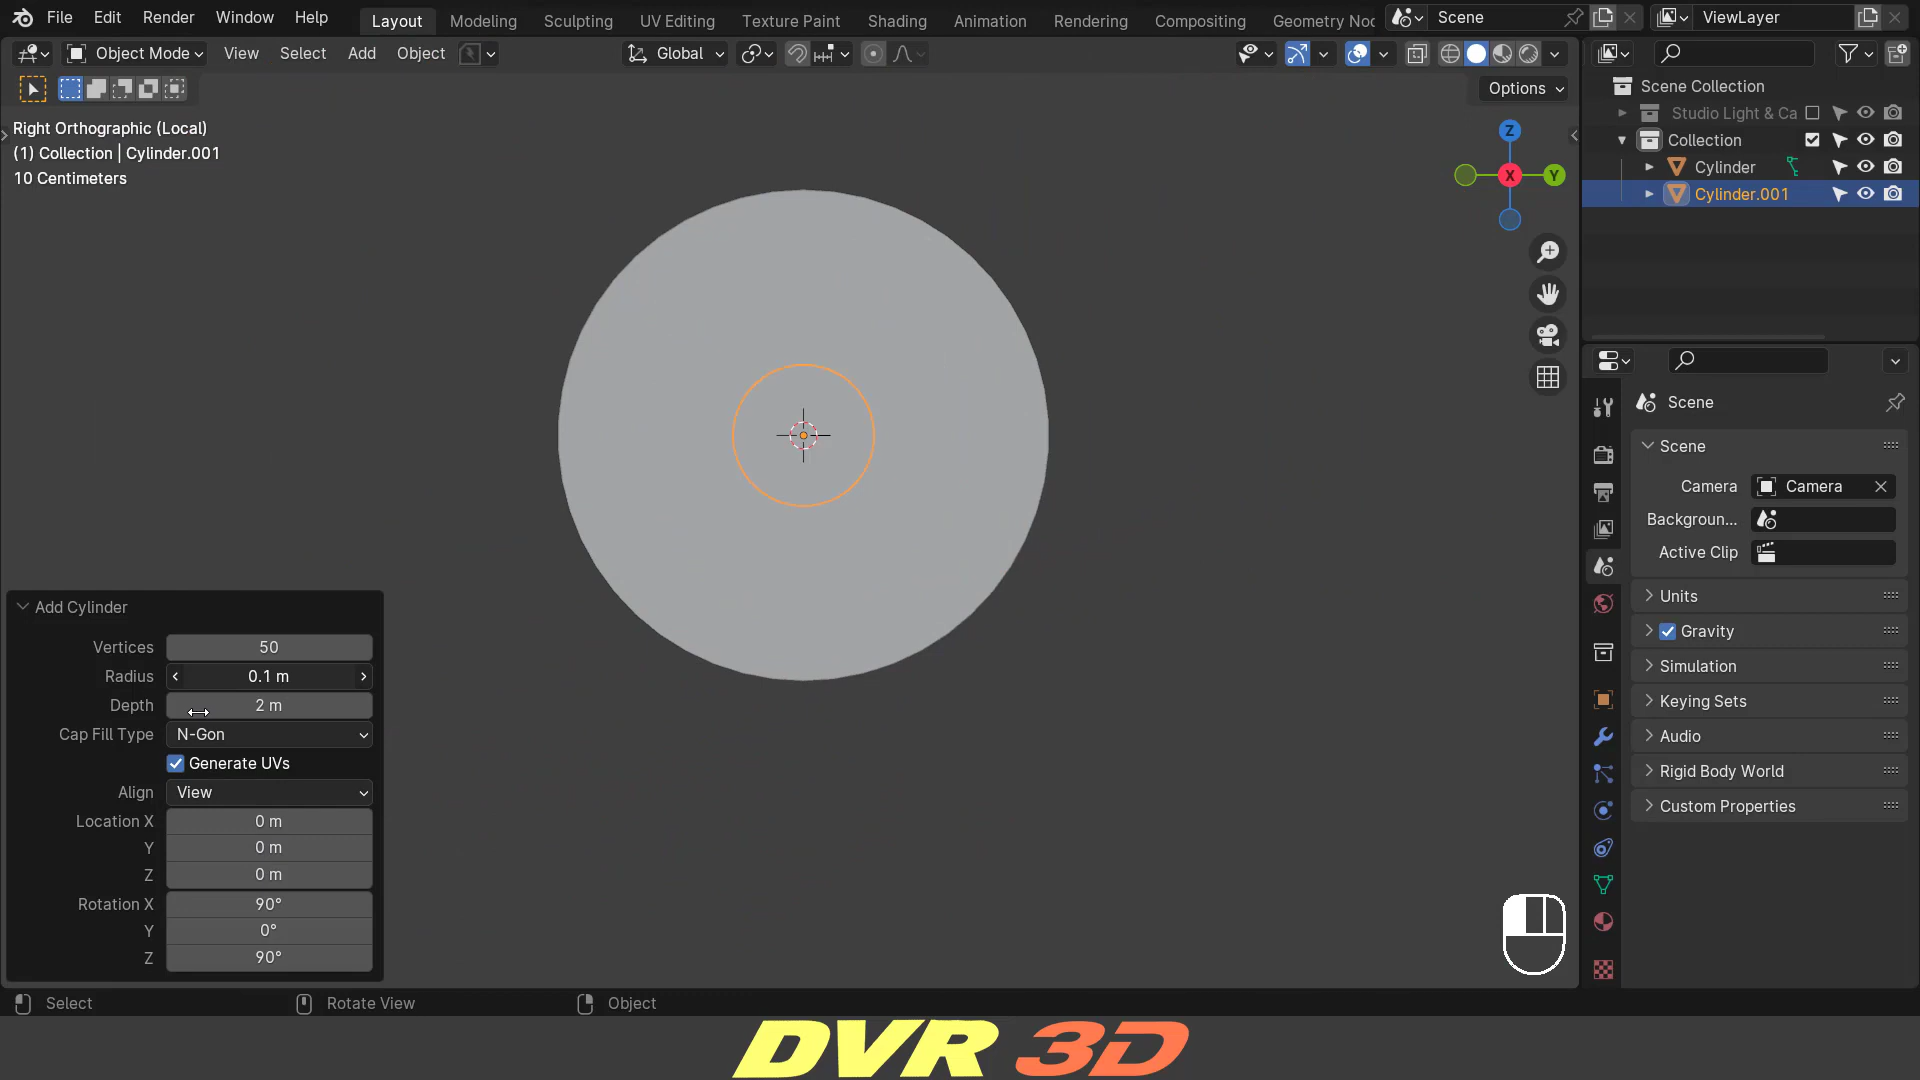 File Edit Render Window Help Layout Modeling Sculpting UV Editing Texture Paint Shading Animation Rendering Compositing Geometry Noc Scene ViewLayer
Object Mode View Select Add Object Global
Options
Right Orthographic (Local)
(1) Collection | Cylinder.001
10 Centimeters
Z
X
Y
Scene Collection
Studio Light & Ca
Collection
Cylinder
Cylinder.001
Scene
Scene
Camera Camera
Backgroun...
Active Clip
Units
Gravity
Simulation
Keying Sets
Audio
Rigid Body World
Custom Properties
Add Cylinder
Vertices 50
Radius 0.1 m
Depth 2 m
Cap Fill Type N-Gon
Generate UVs
Align View
Location X 0 m
Y 0 m
Z 0 m
Rotation X 90°
Y 0°
Z 90°
Select Rotate View Object
DVR 3D